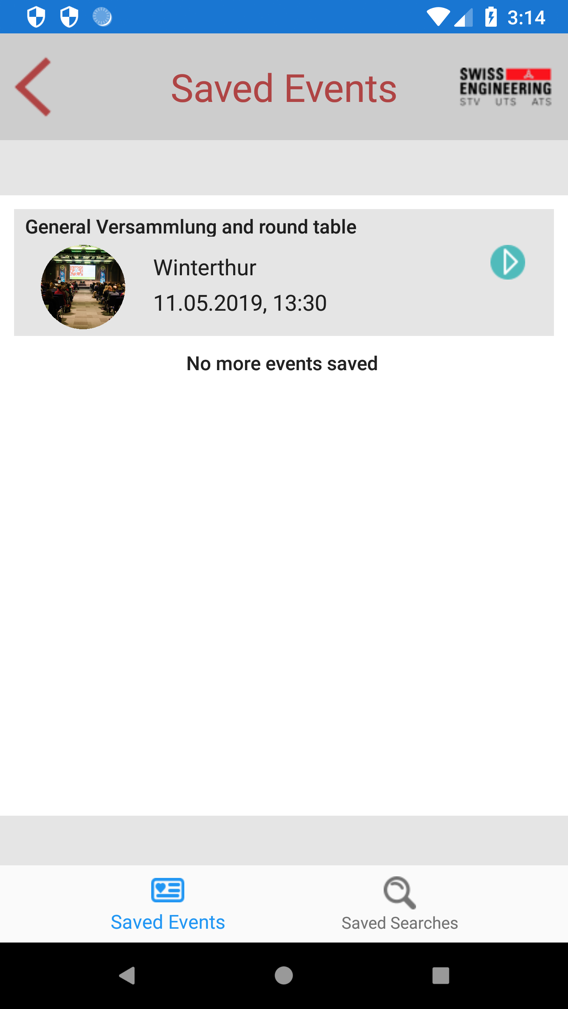 3:14
Saved Events
SWISS
ENGINEERING
STV UTS ATS
General Versammlung and round table
Winterthur
11.05.2019, 13:30
No more events saved
Saved Events
Saved Searches